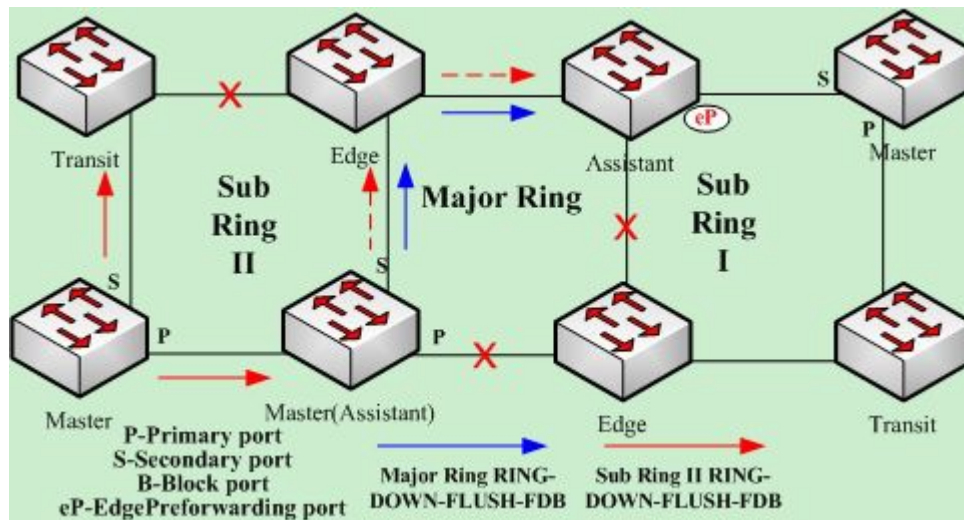 S
eP
P
Transit
Edge
Assistant
Master
Sub
Ring
II
Major Ring
Sub
Ring
I
S
S
P
P
Master
Master(Assistant)
Edge
Transit
P-Primary port
S-Secondary port
B-Block port
eP-EdgePreforwarding port
Major Ring RING-
DOWN-FLUSH-FDB
Sub Ring II RING-
DOWN-FLUSH-FDB